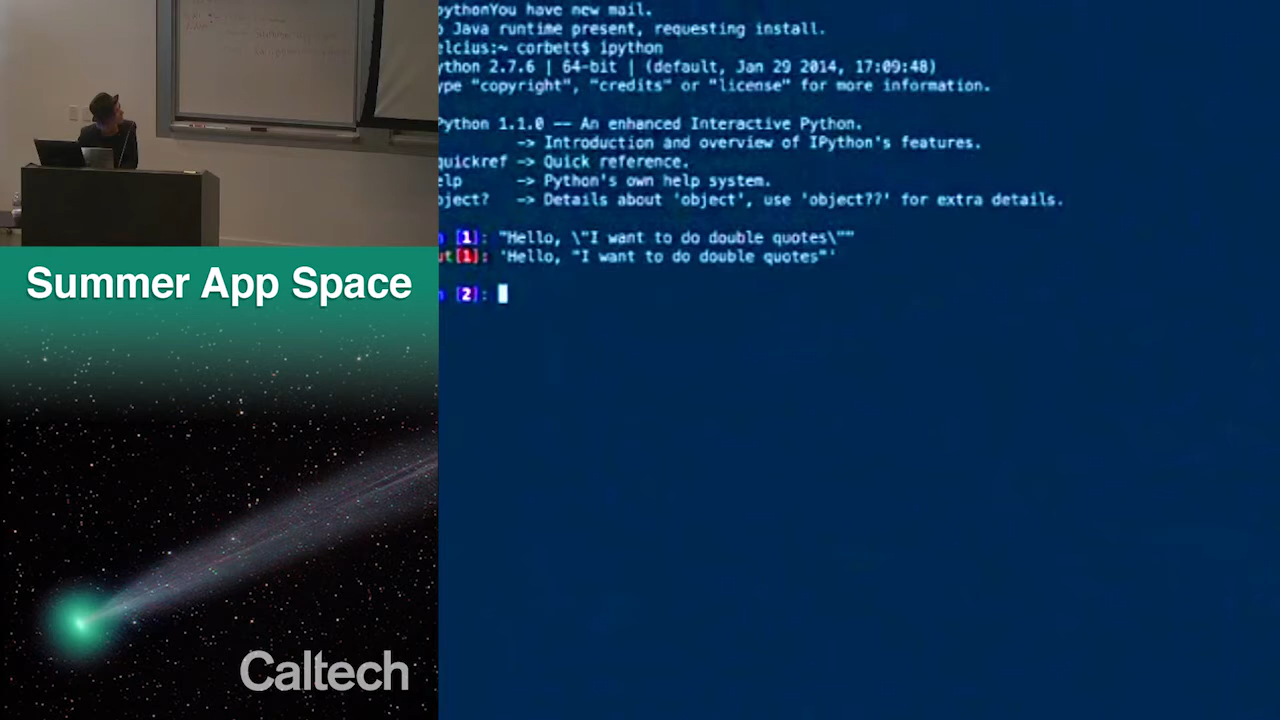 Summer App Space
Caltech
pythonYou have new mail.
o Java runtime present, requesting install.
elcius:~ corbett$ ipython
ython 2.7.6 | 64-bit | (default, Jan 29 2014, 17:09:48)
ype "copyright", "credits" or "license" for more information.
Python 1.1.0 -- An enhanced Interactive Python.
-> Introduction and overview of IPython's features.
quickref -> Quick reference.
elp -> Python's own help system.
bject? -> Details about 'object', use 'object??' for extra details.
n [1]: "Hello, \"I want to do double quotes\""
ut[1]: 'Hello, "I want to do double quotes"'
n [2]: